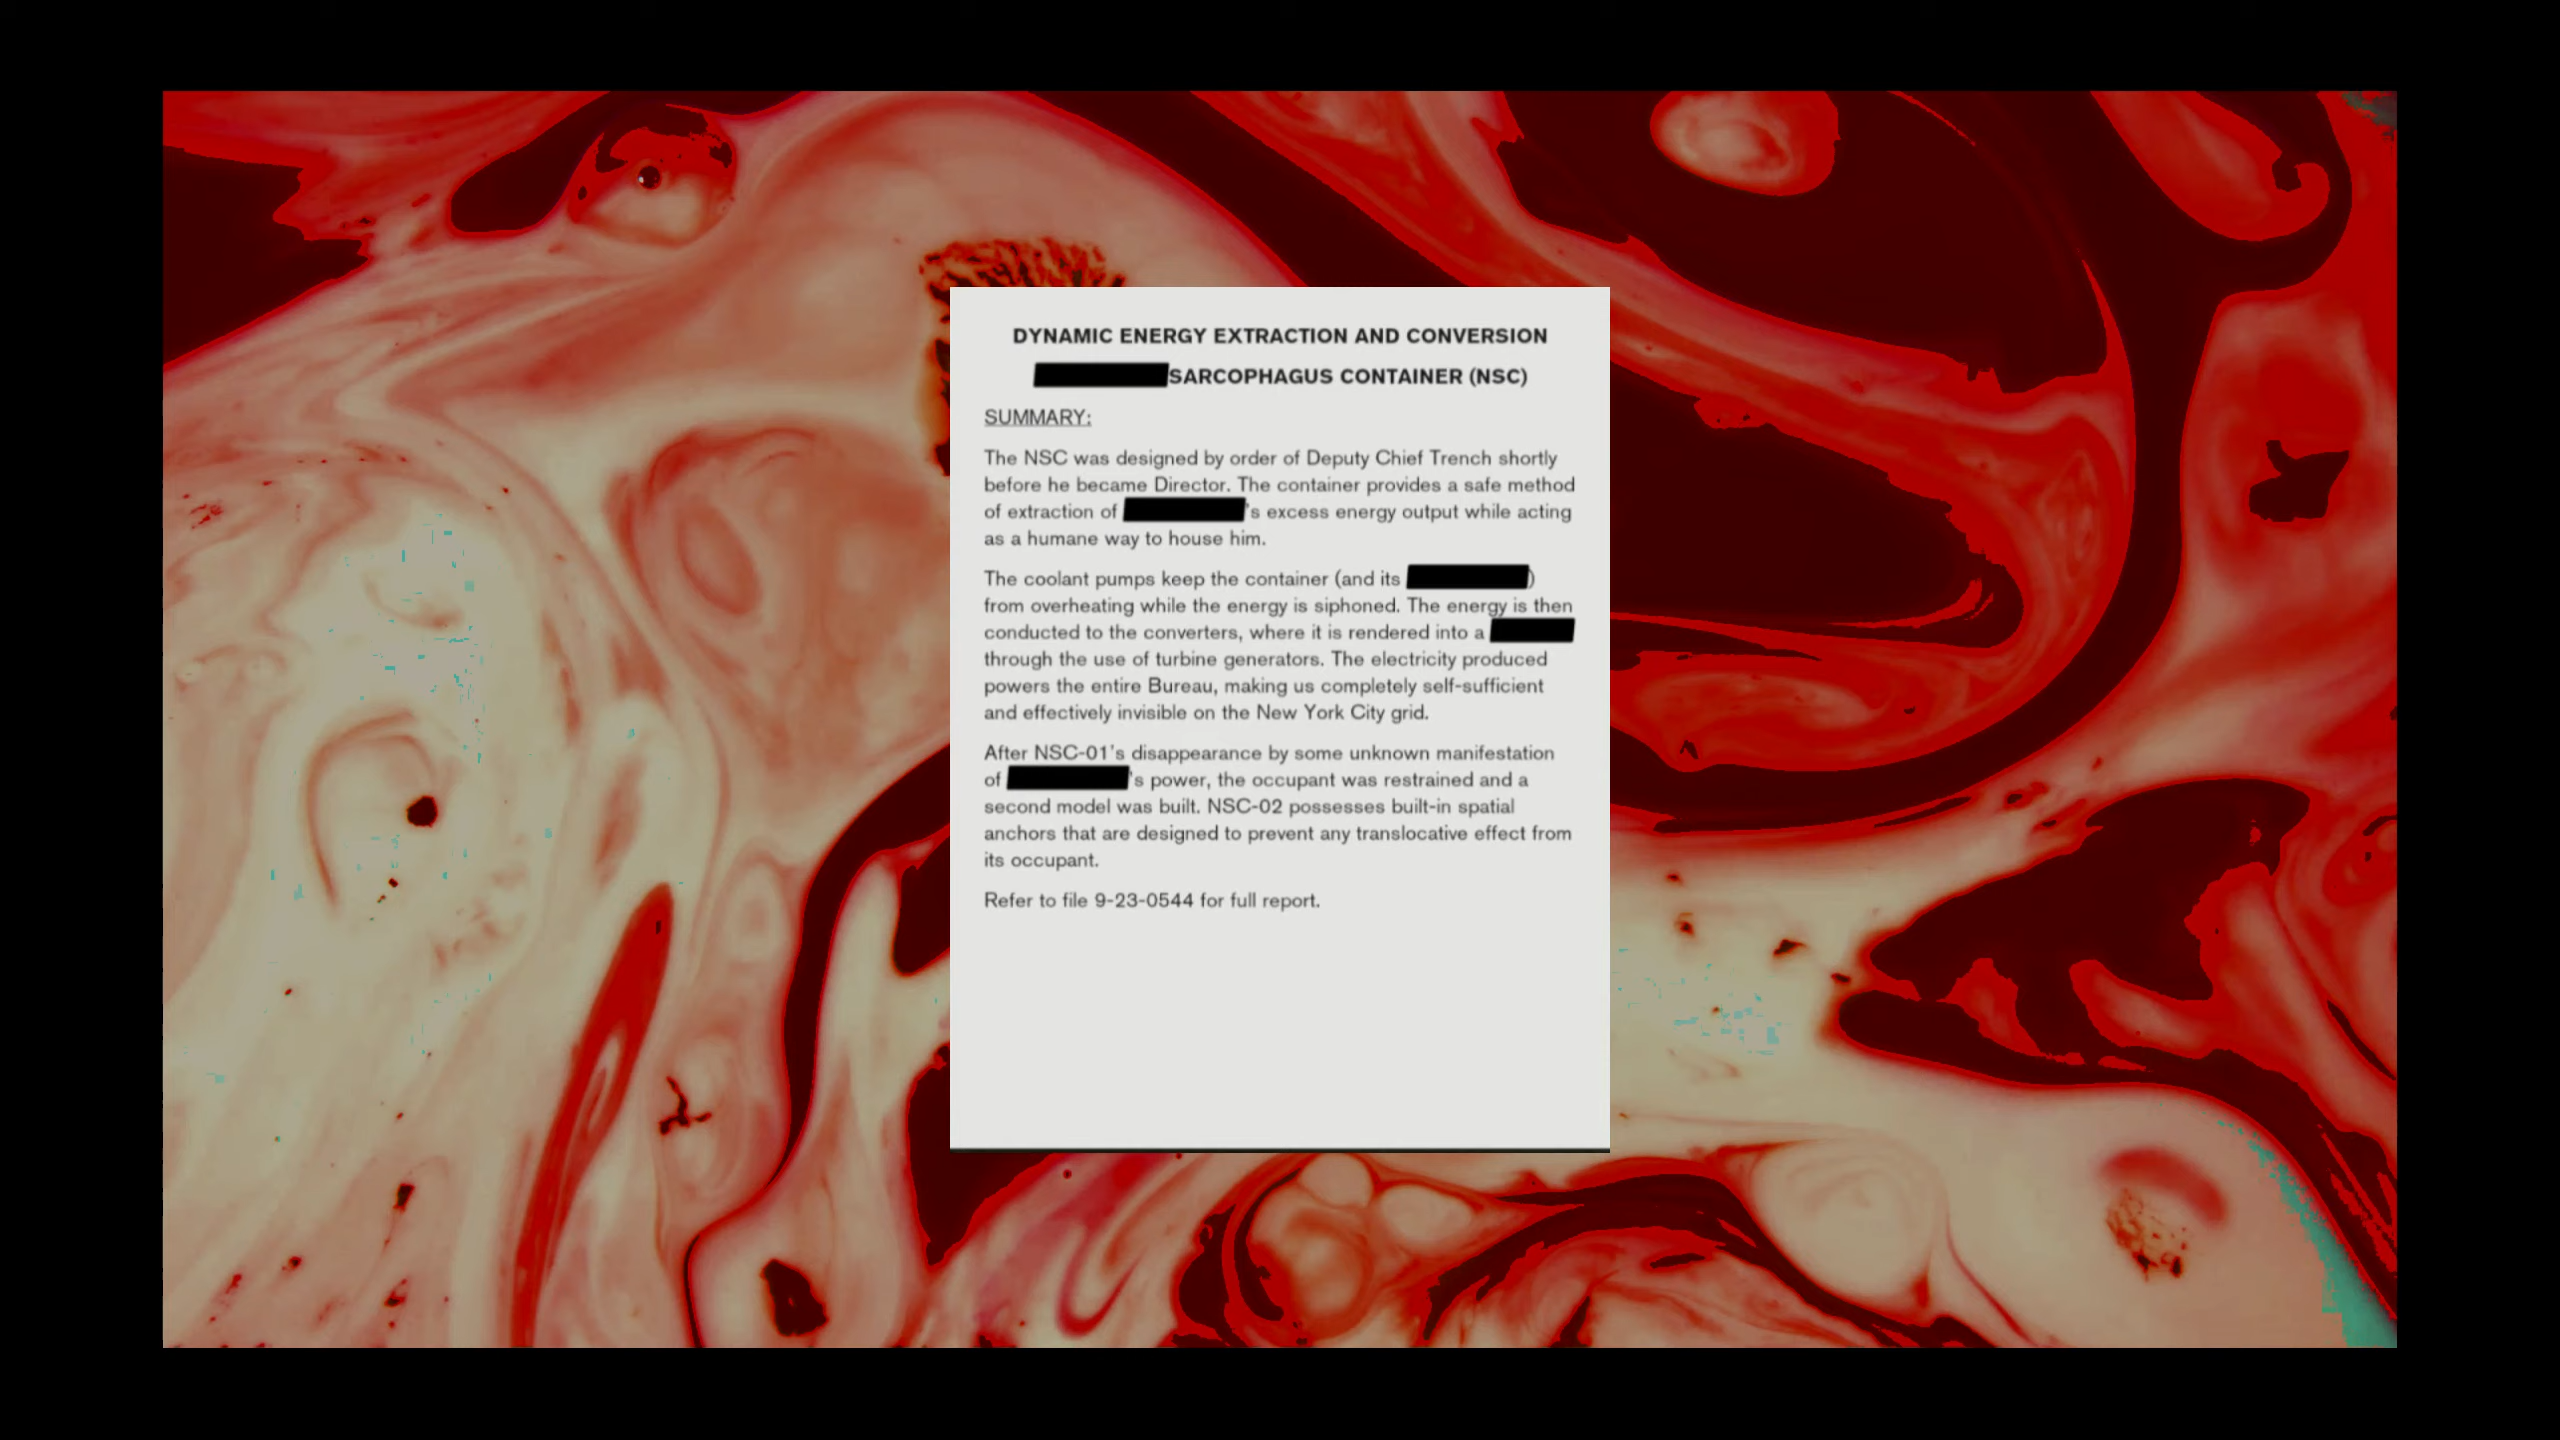 DYNAMIC ENERGY EXTRACTION AND CONVERSION
SARCOPHAGUS CONTAINER (NSC)
SUMMARY:
The NSC was designed by order of Deputy Chief Trench shortly
before he became Director. The container provides a safe method
of extraction of 's excess energy output while acting
as a humane way to house him.
The coolant pumps keep the container (and its )
from overheating while the energy is siphoned. The energy is then
conducted to the converters, where it is rendered into a
through the use of turbine generators. The electricity produced
powers the entire Bureau, making us completely self-sufficient
and effectively invisible on the New York City grid.
After NSC-01's disappearance by some unknown manifestation
of 's power, the occupant was restrained and a
second model was built. NSC-02 possesses built-in spatial
anchors that are designed to prevent any translocative effect from
its occupant.
Refer to file 9-23-0544 for full report.